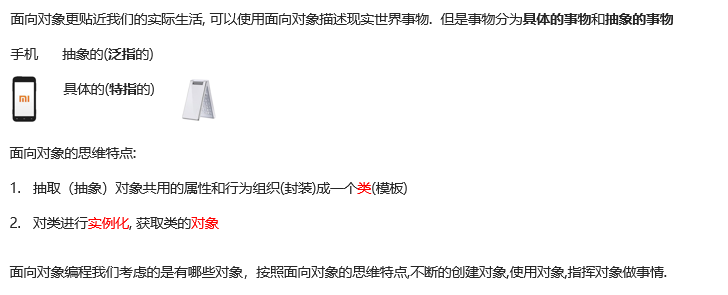 面向对象更贴近我们的实际生活, 可以使用面向对象描述现实世界事物. 但是事物分为具体的事物和抽象的事物
手机 抽象的(泛指的)
具体的(特指的)
MI
面向对象的思维特点:
1. 抽取（抽象）对象共用的属性和行为组织(封装)成一个类(模板)
2. 对类进行实例化, 获取类的对象
面向对象编程我们考虑的是有哪些对象，按照面向对象的思维特点,不断的创建对象,使用对象,指挥对象做事情.